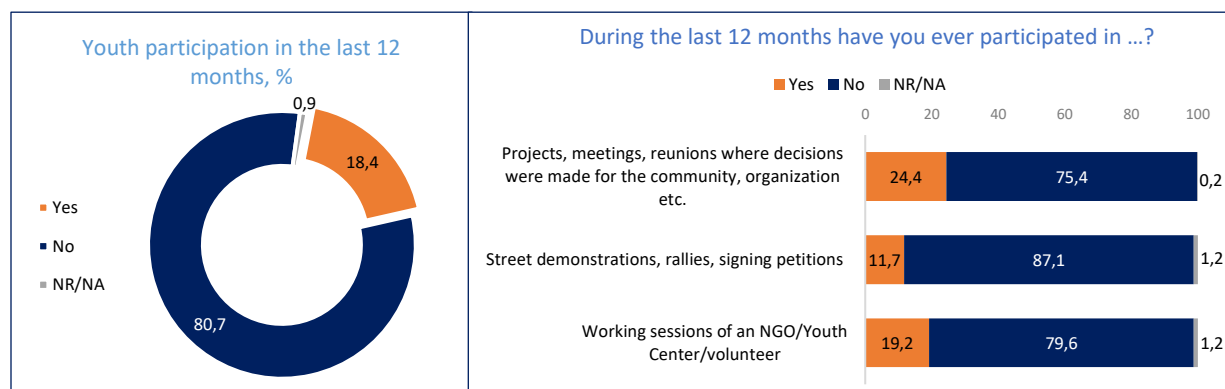 Youth participation in the last 12
months, %
0,9
18,4
80,7
Yes
No
NR/NA
During the last 12 months have you ever participated in …?
Yes No NR/NA
0 20 40 60 80 100
Projects, meetings, reunions where decisions
were made for the community, organization
etc.
24,4 75,4 0,2
Street demonstrations, rallies, signing petitions
11,7 87,1 1,2
Working sessions of an NGO/Youth
Center/volunteer
19,2 79,6 1,2